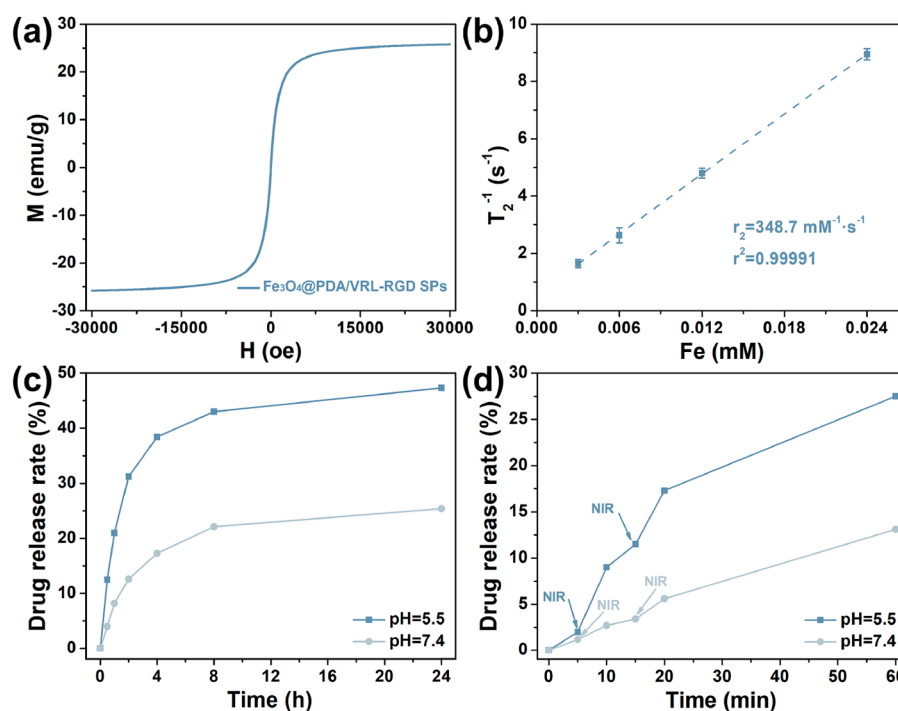 (a)
30
20
10
0
-10
-20
-30
M (emu/g)
Fe₃O₄@PDA/VRL-RGD SPs
-30000 -15000 0 15000 30000
H (oe)
(b)
10
8
6
4
2
0
T₂⁻¹ (s⁻¹)
r₂=348.7 mM⁻¹·s⁻¹
r²=0.99991
0.000 0.006 0.012 0.018 0.024
Fe (mM)
(c)
50
40
30
20
10
0
Drug release rate (%)
pH=5.5
pH=7.4
0 4 8 12 16 20 24
Time (h)
(d)
30
25
20
15
10
5
0
Drug release rate (%)
NIR
NIR
NIR
NIR
pH=5.5
pH=7.4
0 10 20 30 40 50 60
Time (min)